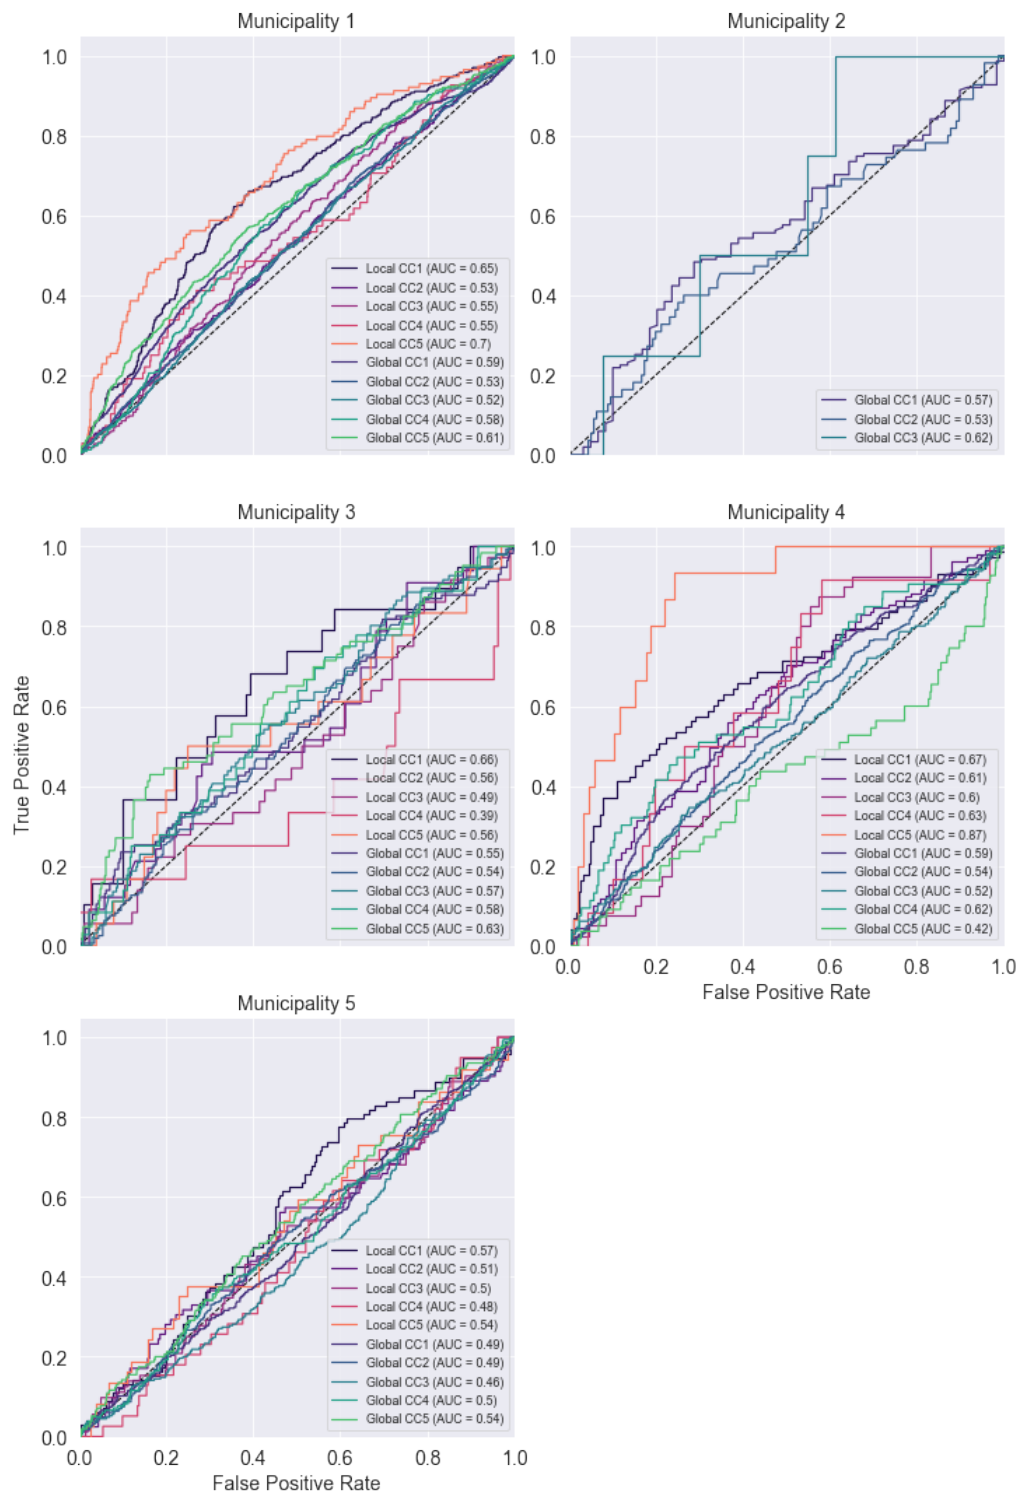 Municipality 1
1.0
0.8
0.6
0.4
0.2
0.0
Local CC1 (AUC = 0.65)
Local CC2 (AUC = 0.53)
Local CC3 (AUC = 0.55)
Local CC4 (AUC = 0.55)
Local CC5 (AUC = 0.7)
Global CC1 (AUC = 0.59)
Global CC2 (AUC = 0.53)
Global CC3 (AUC = 0.52)
Global CC4 (AUC = 0.58)
Global CC5 (AUC = 0.61)
Municipality 2
1.0
0.8
0.6
0.4
0.2
0.0
Global CC1 (AUC = 0.57)
Global CC2 (AUC = 0.53)
Global CC3 (AUC = 0.62)
True Positive Rate
Municipality 3
1.0
0.8
0.6
0.4
0.2
0.0
Local CC1 (AUC = 0.66)
Local CC2 (AUC = 0.56)
Local CC3 (AUC = 0.49)
Local CC4 (AUC = 0.39)
Local CC5 (AUC = 0.56)
Global CC1 (AUC = 0.55)
Global CC2 (AUC = 0.54)
Global CC3 (AUC = 0.57)
Global CC4 (AUC = 0.58)
Global CC5 (AUC = 0.63)
Municipality 4
1.0
0.8
0.6
0.4
0.2
0.0
Local CC1 (AUC = 0.67)
Local CC2 (AUC = 0.61)
Local CC3 (AUC = 0.6)
Local CC4 (AUC = 0.63)
Local CC5 (AUC = 0.87)
Global CC1 (AUC = 0.59)
Global CC2 (AUC = 0.54)
Global CC3 (AUC = 0.52)
Global CC4 (AUC = 0.62)
Global CC5 (AUC = 0.42)
0.0 0.2 0.4 0.6 0.8 1.0
False Positive Rate
Municipality 5
1.0
0.8
0.6
0.4
0.2
0.0
Local CC1 (AUC = 0.57)
Local CC2 (AUC = 0.51)
Local CC3 (AUC = 0.5)
Local CC4 (AUC = 0.48)
Local CC5 (AUC = 0.54)
Global CC1 (AUC = 0.49)
Global CC2 (AUC = 0.49)
Global CC3 (AUC = 0.46)
Global CC4 (AUC = 0.5)
Global CC5 (AUC = 0.54)
0.0 0.2 0.4 0.6 0.8 1.0
False Positive Rate